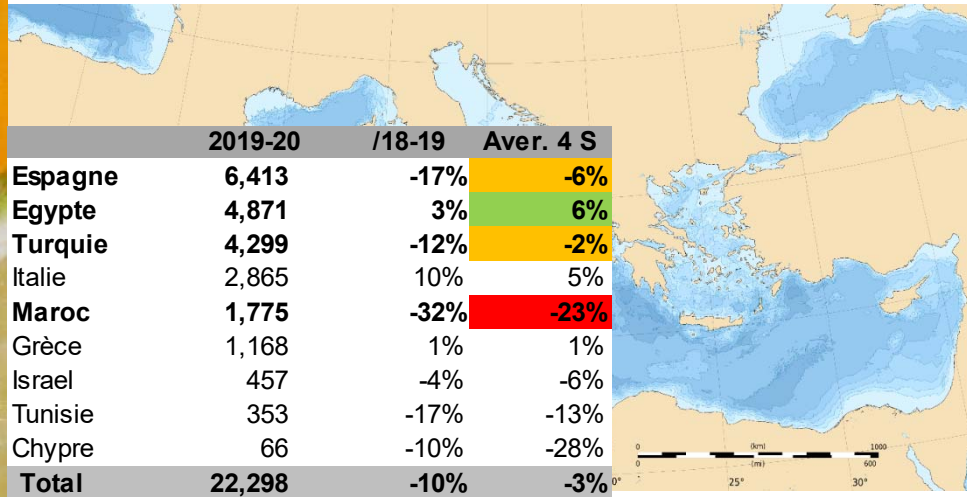 2019-20 /18-19 Aver. 4 S
Espagne 6,413 -17% -6%
Egypte 4,871 3% 6%
Turquie 4,299 -12% -2%
Italie 2,865 10% 5%
Maroc 1,775 -32% -23%
Grèce 1,168 1% 1%
Israel 457 -4% -6%
Tunisie 353 -17% -13%
Chypre 66 -10% -28%
Total 22,298 -10% -3%
0 (km) 1000
0 (mi) 600
0° 25° 30°